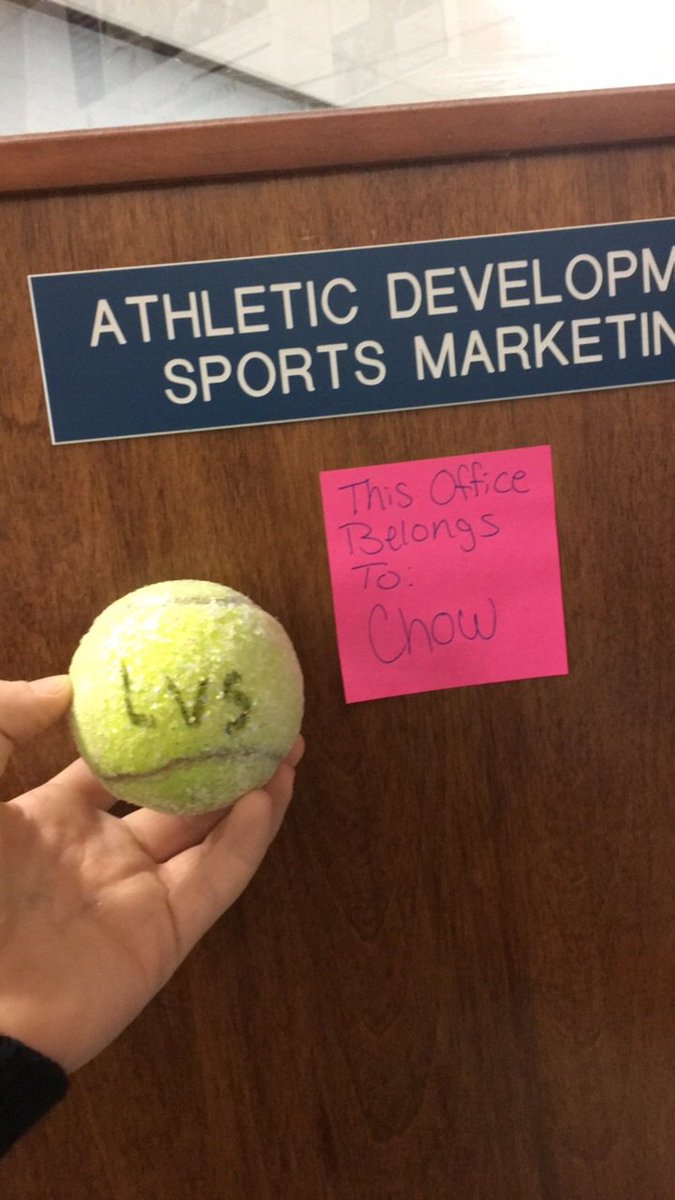 ATHLETIC DEVELOPM
SPORTS MARKETIN
This Office
Belongs
To:
Chow
LVS